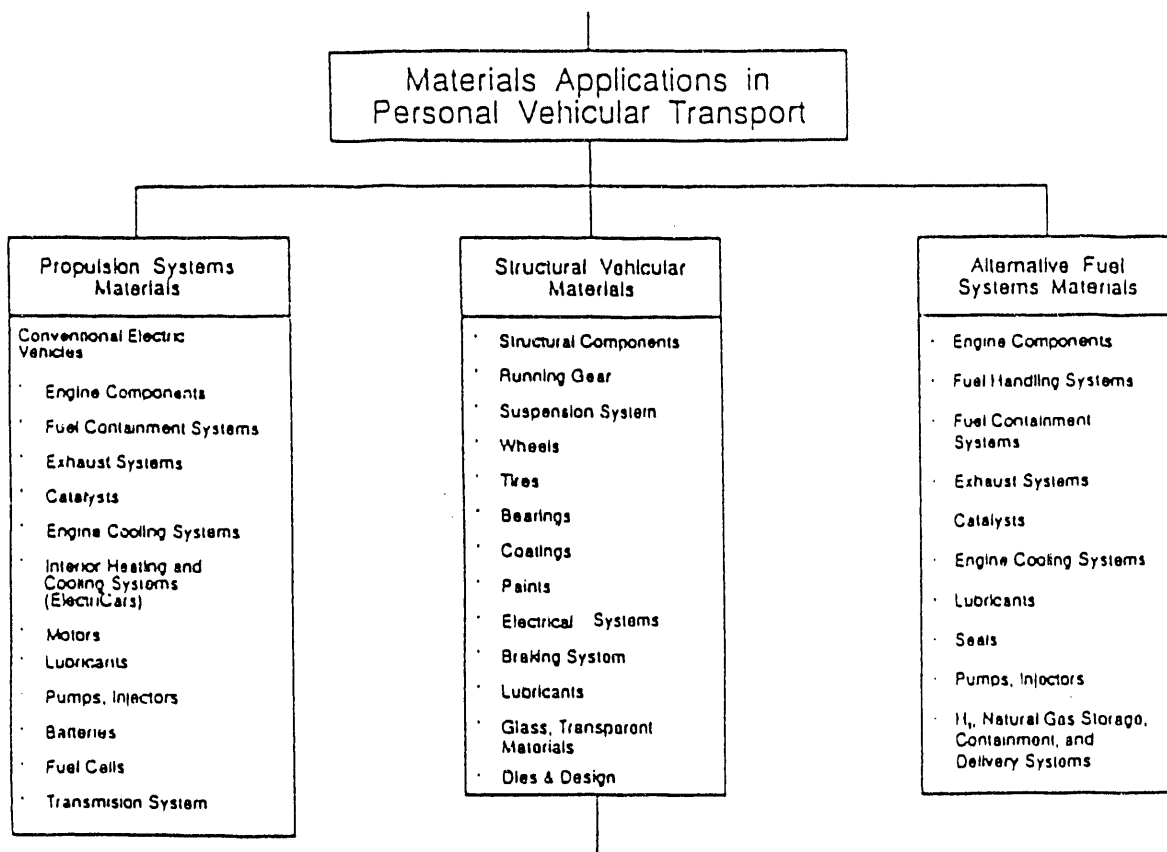 Materials Applications in
Personal Vehicular Transport
Propulsion Systems
Materials
Conventional Electric
Vehicles
· Engine Components
· Fuel Containment Systems
· Exhaust Systems
· Catalysts
· Engine Cooling Systems
· Interior Heating and
Cooling Systems
(ElectriCars)
· Motors
· Lubricants
· Pumps, Injectors
· Batteries
· Fuel Cells
· Transmision System
Structural Vehicular
Materials
· Structural Components
· Running Gear
· Suspension System
· Wheels
· Tires
· Bearings
· Coatings
· Paints
· Electrical Systems
· Braking System
· Lubricants
· Glass, Transparent
Materials
· Dies & Design
Alternative Fuel
Systems Materials
· Engine Components
· Fuel Handling Systems
· Fuel Containment
Systems
· Exhaust Systems
Catalysts
· Engine Cooling Systems
· Lubricants
· Seals
· Pumps, Injectors
· Natural Gas Storage,
Containment, and
Delivery Systems